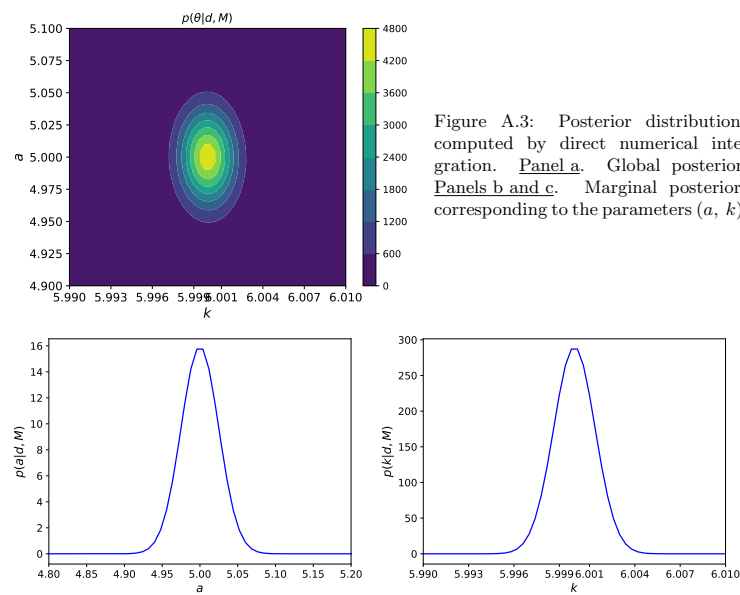 p(θ|d, M)
5.100
5.075
5.050
5.025
5.000
4.975
4.950
4.925
4.900
a
5.990 5.993 5.996 5.999 6.001 6.004 6.007 6.010
k
4800
4200
3600
3000
2400
1800
1200
600
0
Figure A.3: Posterior distribution
computed by direct numerical inte
gration. Panel a. Global posterior
Panels b and c. Marginal posterior
corresponding to the parameters (a, k)
16
14
12
10
8
6
4
2
0
p(a|d, M)
4.80 4.85 4.90 4.95 5.00 5.05 5.10 5.15 5.20
a
300
250
200
150
100
50
0
p(k|d, M)
5.990 5.993 5.996 5.999 6.001 6.004 6.007 6.010
k